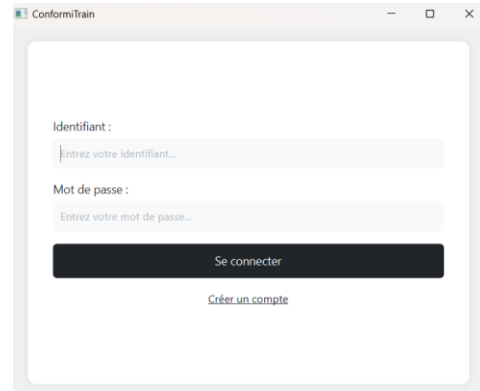 ConformiTrain
Identifiant :
Entrez votre identifiant...
Mot de passe :
Entrez votre mot de passe...
Se connecter
Créer un compte